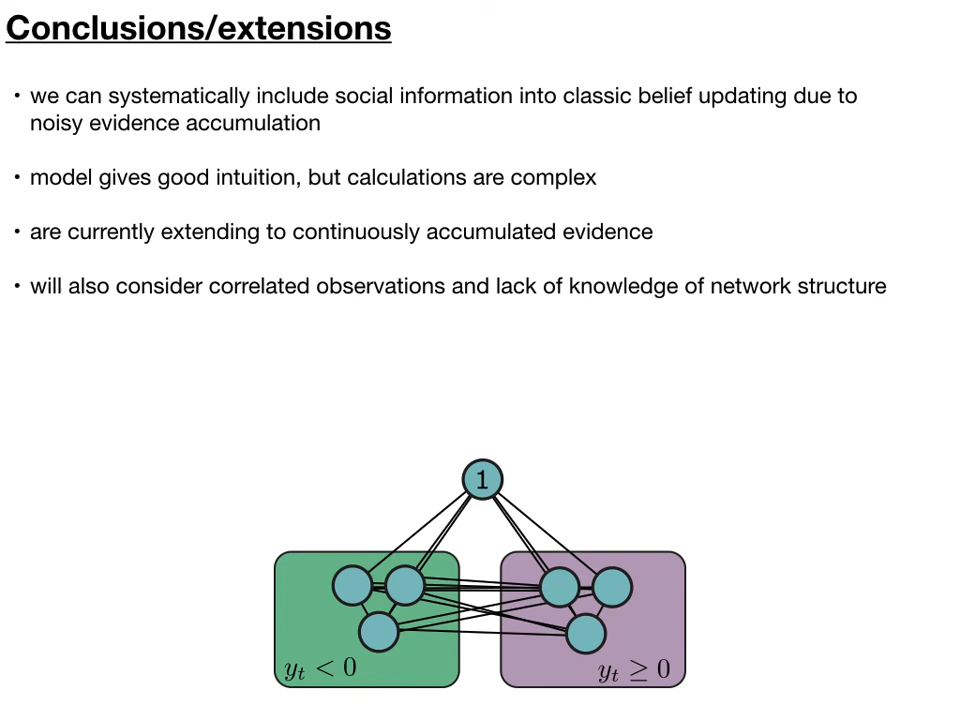 Conclusions/extensions
• we can systematically include social information into classic belief updating due to
noisy evidence accumulation
• model gives good intuition, but calculations are complex
• are currently extending to continuously accumulated evidence
• will also consider correlated observations and lack of knowledge of network structure
1
yₜ < 0
yₜ ≥ 0